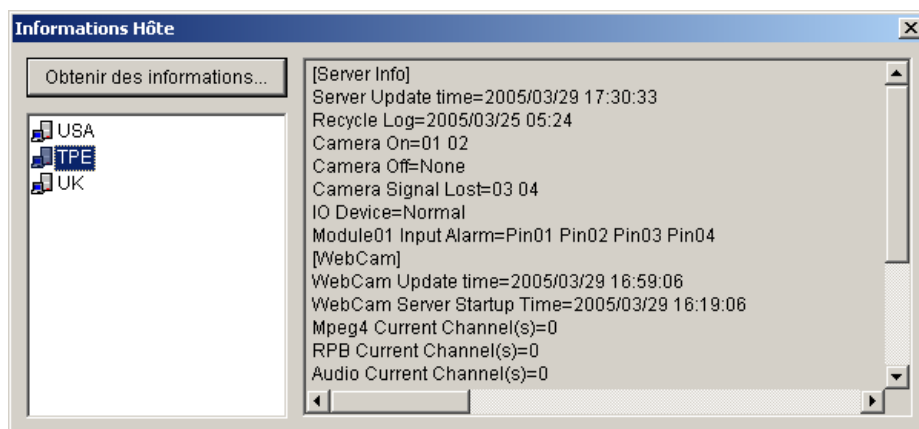 Informations Hôte
Obtenir des informations...
USA
TPE
UK
[Server Info]
Server Update time=2005/03/29 17:30:33
Recycle Log=2005/03/25 05:24
Camera On=01 02
Camera Off=None
Camera Signal Lost=03 04
IO Device=Normal
Module01 Input Alarm=Pin01 Pin02 Pin03 Pin04
[WebCam]
WebCam Update time=2005/03/29 16:59:06
WebCam Server Startup Time=2005/03/29 16:19:06
Mpeg4 Current Channel(s)=0
RPB Current Channel(s)=0
Audio Current Channel(s)=0